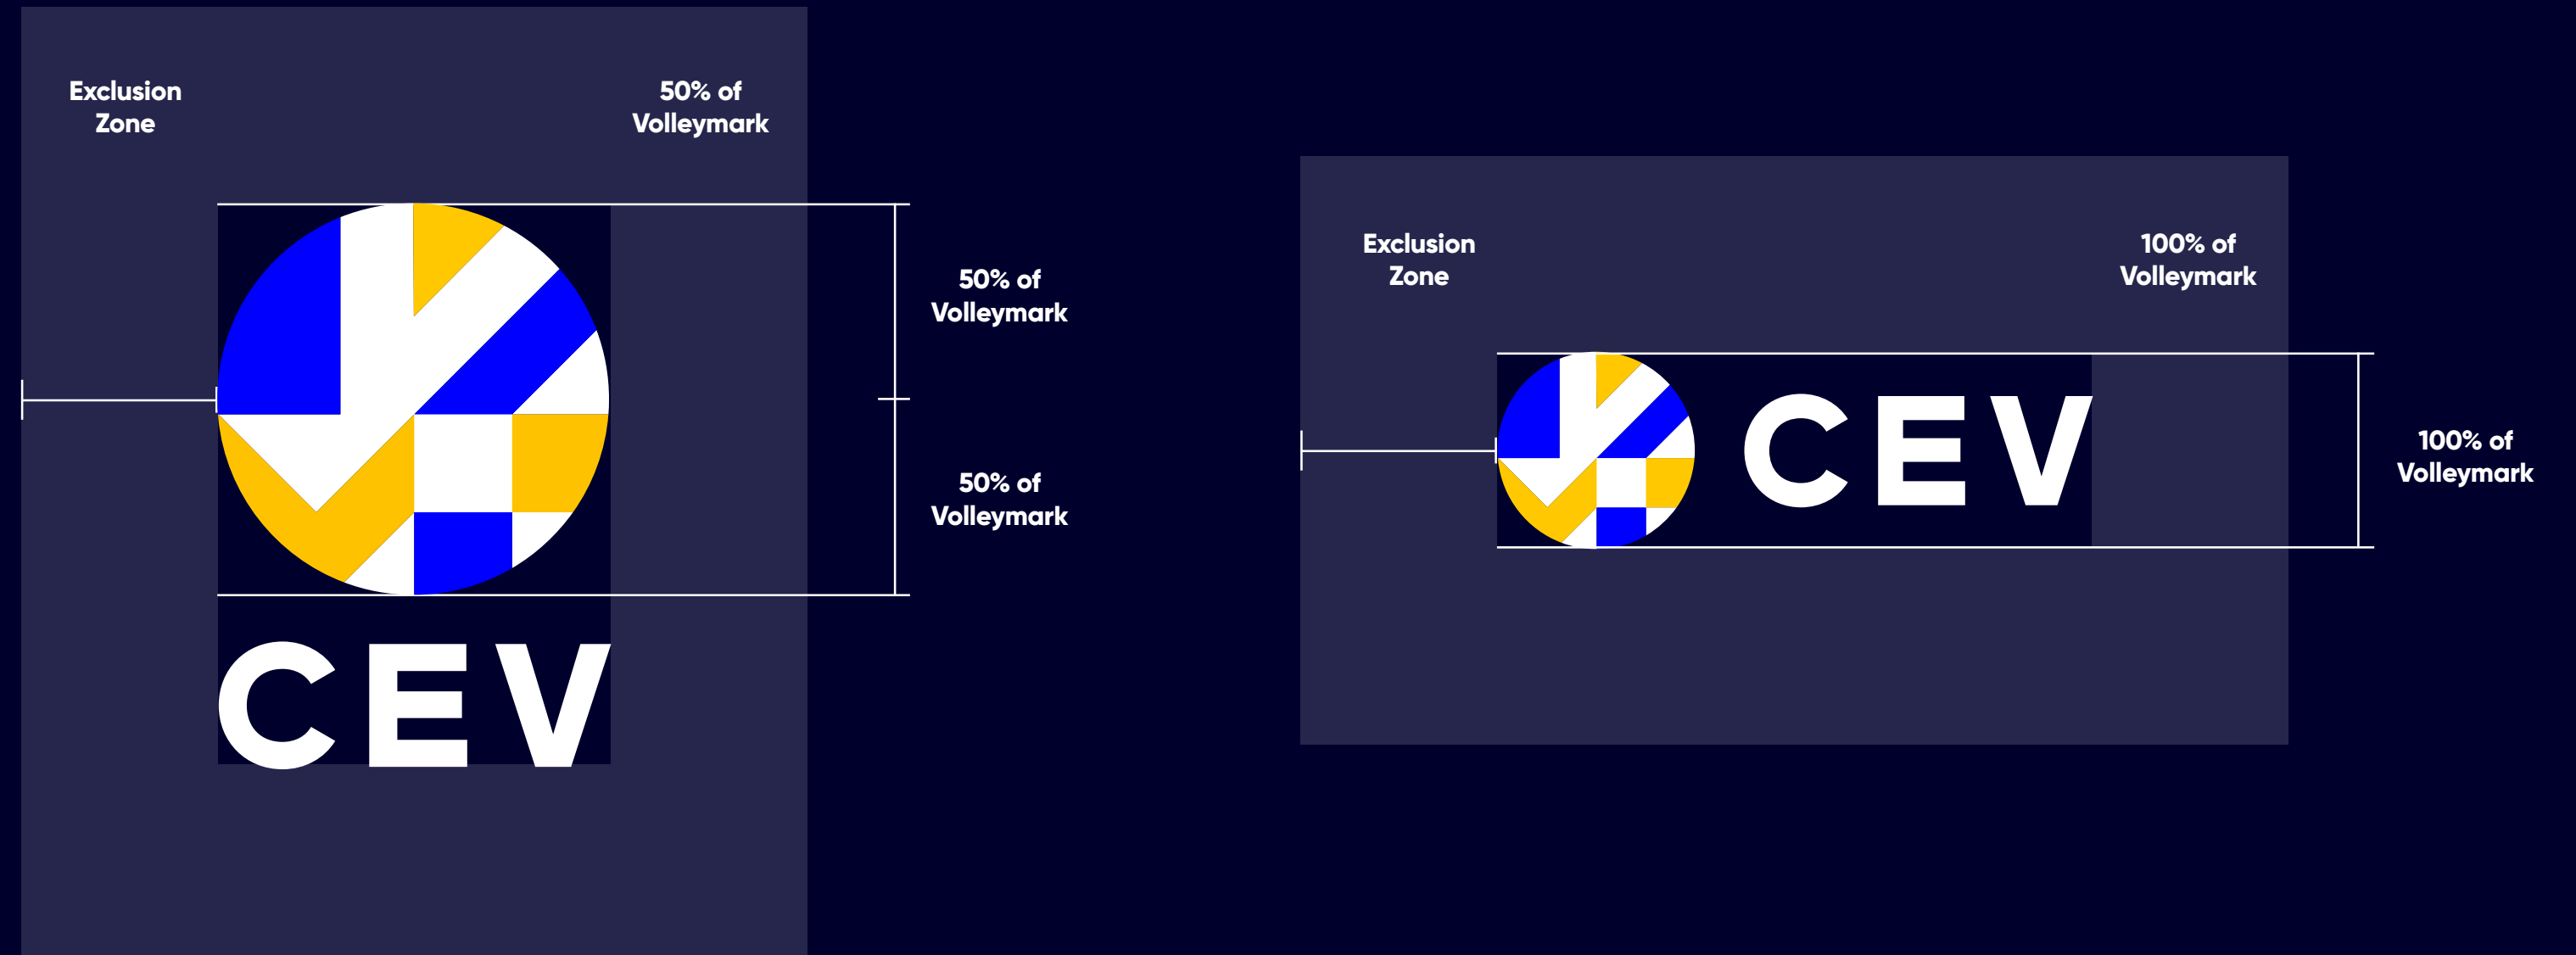 Exclusion
Zone
50% of
Volleymark
50% of
Volleymark
50% of
Volleymark
CEV
Exclusion
Zone
100% of
Volleymark
CEV
100% of
Volleymark